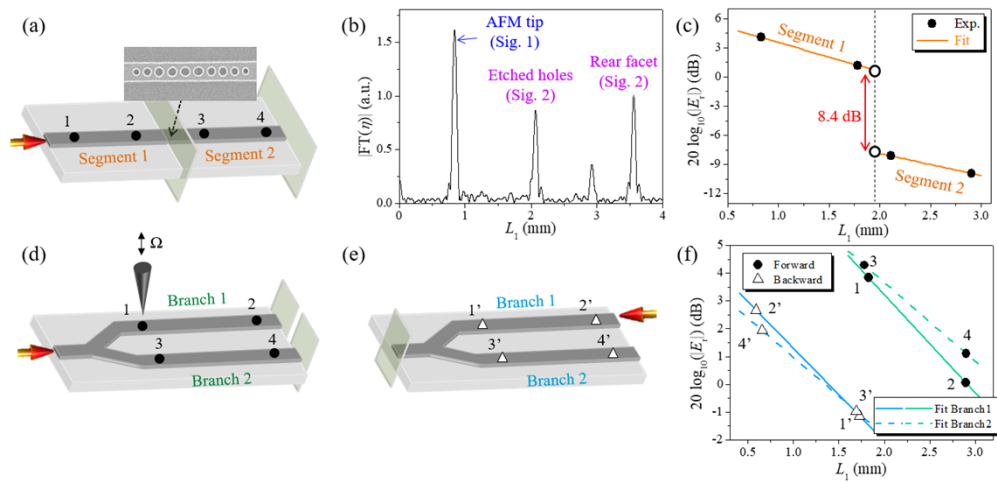 (a)
1
2
3
4
Segment 1
Segment 2
(b)
|FT(η)| (a.u.)
1.5
1.0
0.5
0.0
AFM tip
(Sig. 1)
Etched holes
(Sig. 2)
Rear facet
(Sig. 2)
0
1
2
3
4
L₁ (mm)
(c)
20 log₁₀(|Eᵣ|) (dB)
6
3
0
-3
-6
-9
-12
Segment 1
Exp.
Fit
8.4 dB
Segment 2
0.5
1.0
1.5
2.0
2.5
3.0
L₁ (mm)
(d)
Ω
1
Branch 1
2
3
4
Branch 2
(e)
1’
Branch 1
2’
3’
4’
Branch 2
(f)
20 log₁₀(|Eᵣ|) (dB)
5
4
3
2
1
0
-1
-2
Forward
Backward
3
1
2’
4’
4
2
3’
1’
Fit Branch1
Fit Branch2
0.5
1.0
1.5
2.0
2.5
3.0
L₁ (mm)